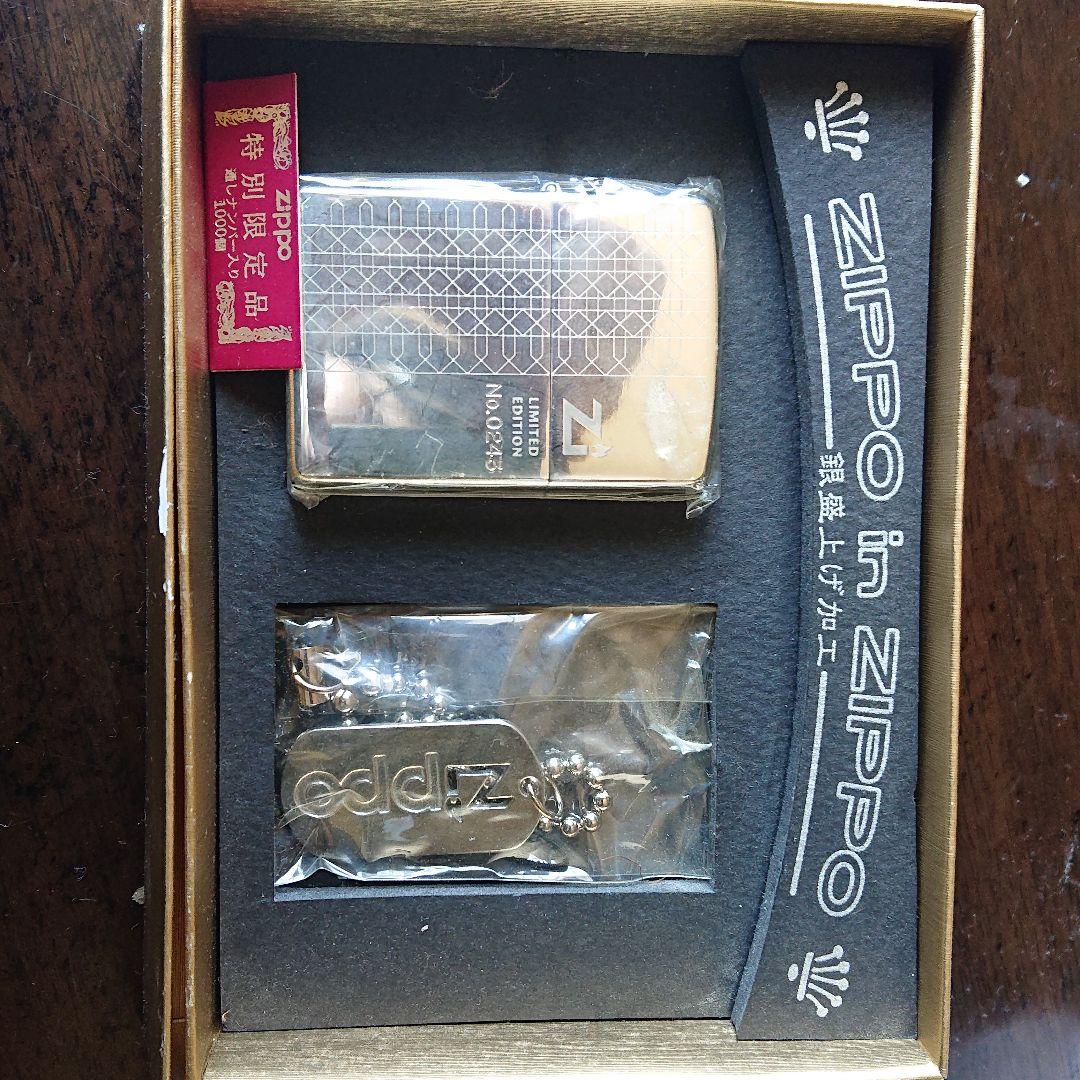 ZIPPO in ZIPPO
銀盛上げ加工
zippo
特別限定品
通しナンバー入り
1,000個
Zi
LIMITED
EDITION
No.0243
zippo